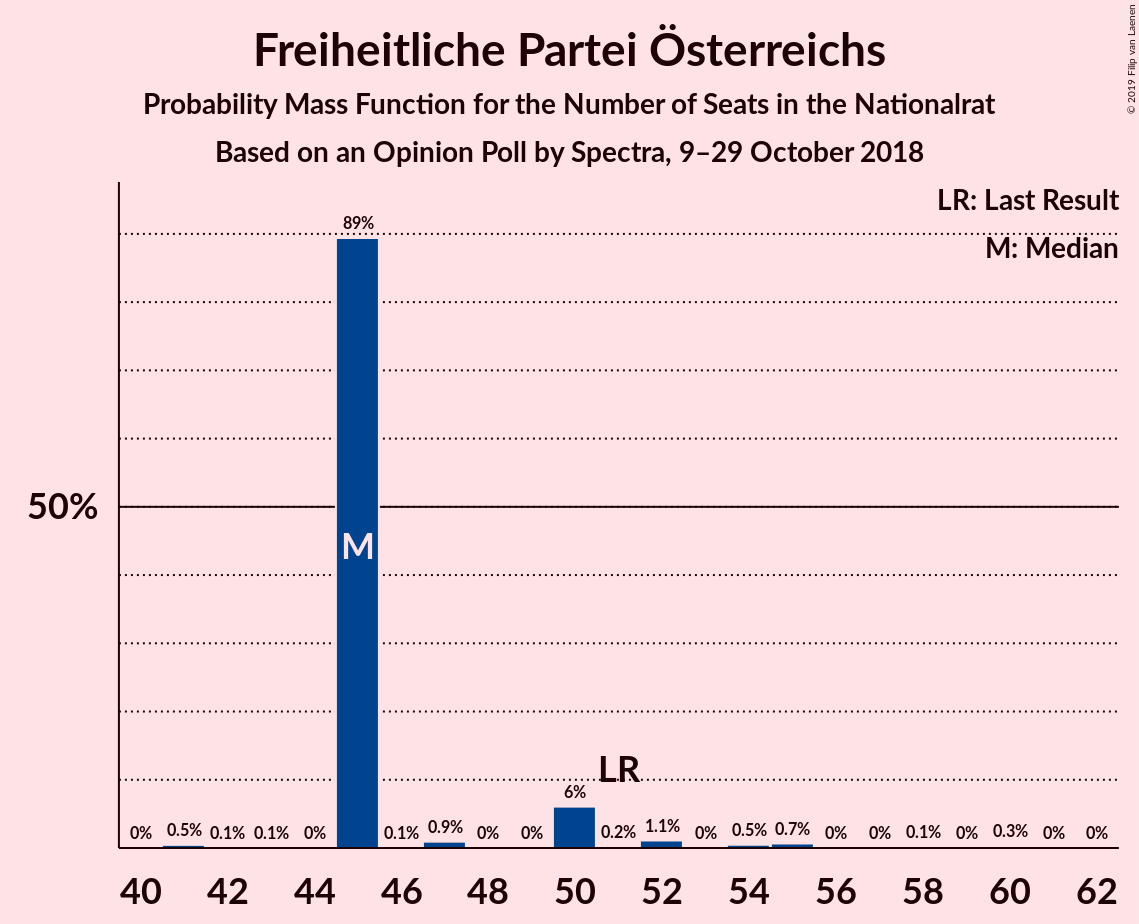 Freiheitliche Partei Österreichs
Probability Mass Function for the Number of Seats in the Nationalrat
Based on an Opinion Poll by Spectra, 9–29 October 2018
© 2019 Filip van Laenen
LR: Last Result
M: Median
89%
50%
M
LR
6%
0% 0.5% 0.1% 0.1% 0% 0.1% 0.9% 0% 0% 0.2% 1.1% 0% 0.5% 0.7% 0% 0% 0.1% 0% 0.3% 0% 0%
40 42 44 46 48 50 52 54 56 58 60 62